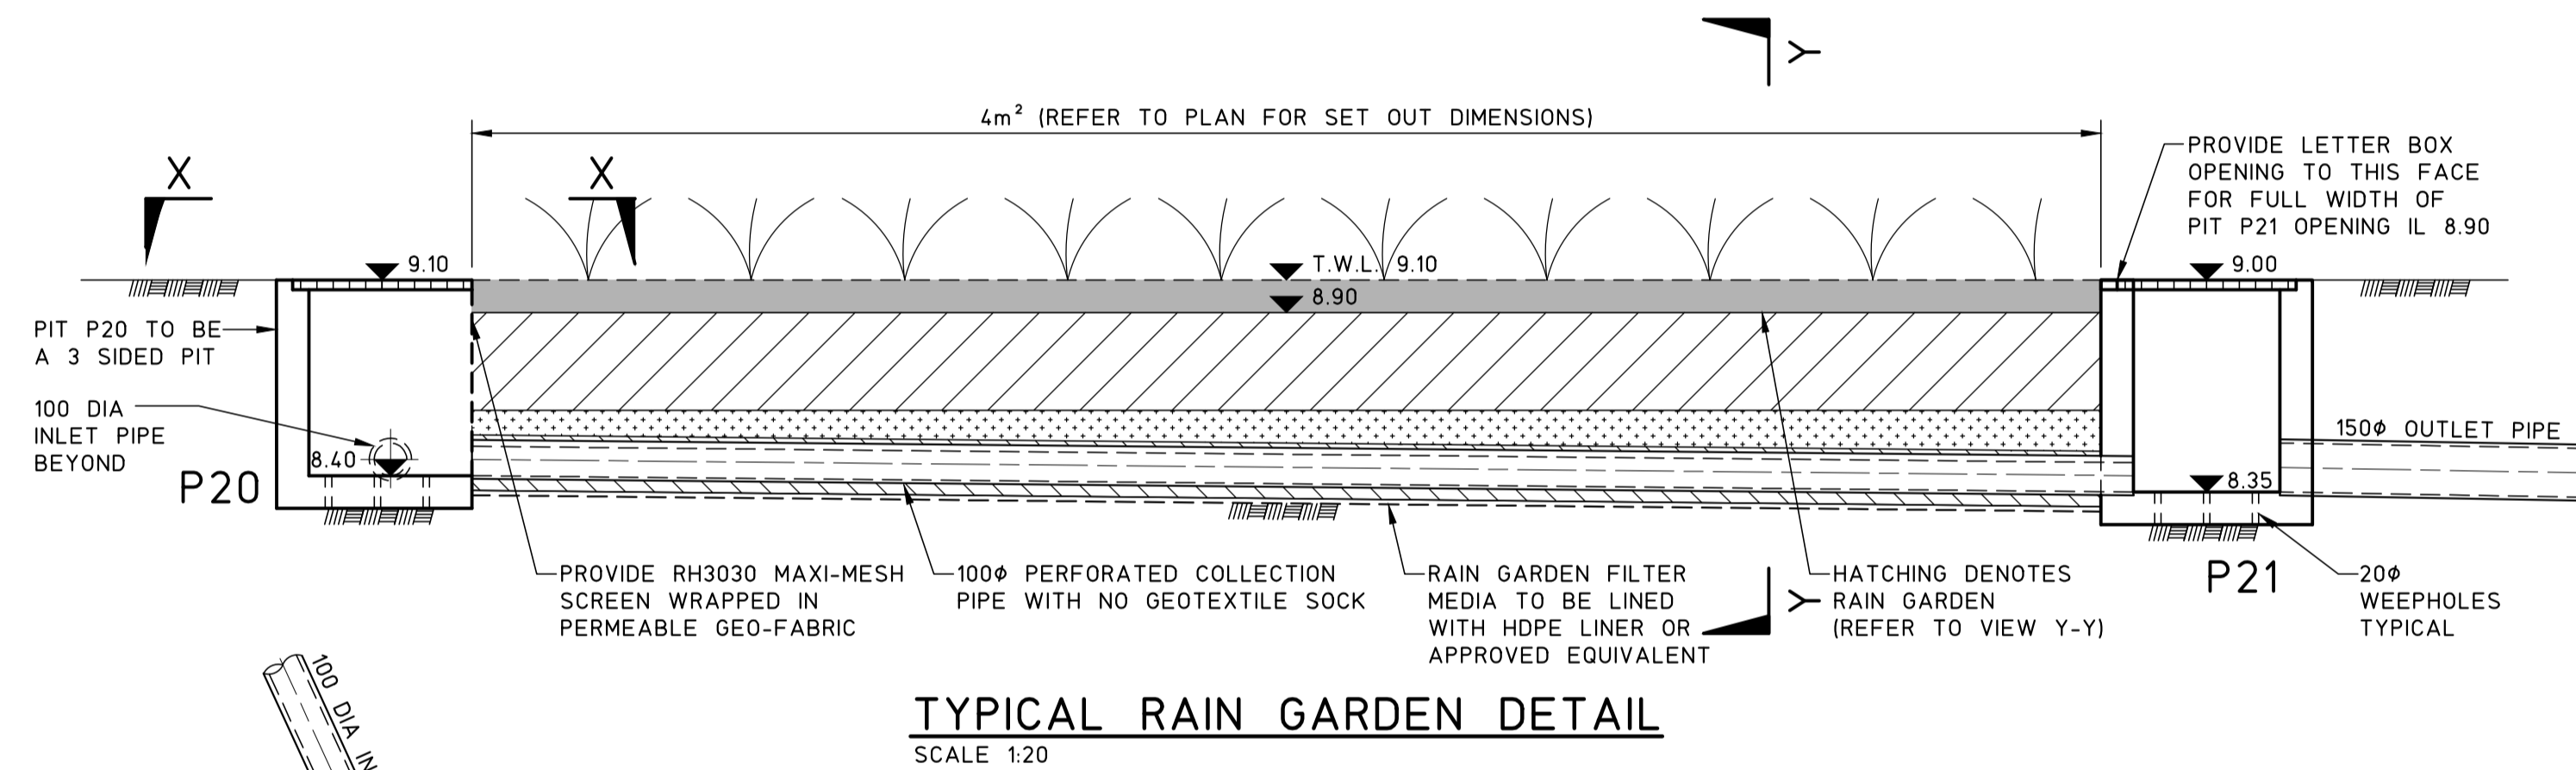 Y
4m² (REFER TO PLAN FOR SET OUT DIMENSIONS)
PROVIDE LETTER BOX
OPENING TO THIS FACE
FOR FULL WIDTH OF
PIT P21 OPENING IL 8.90
X
X
9.10
T.W.L. 9.10
8.90
9.00
PIT P20 TO BE
A 3 SIDED PIT
100 DIA
INLET PIPE
BEYOND
P20
8.40
150ø OUTLET PIPE
8.35
P21
PROVIDE RH3030 MAXI-MESH
SCREEN WRAPPED IN
PERMEABLE GEO-FABRIC
100ø PERFORATED COLLECTION
PIPE WITH NO GEOTEXTILE SOCK
RAIN GARDEN FILTER
MEDIA TO BE LINED
WITH HDPE LINER OR
APPROVED EQUIVALENT
Y
HATCHING DENOTES
RAIN GARDEN
(REFER TO VIEW Y-Y)
20ø
WEEPHOLES
TYPICAL
100 DIA IN
TYPICAL RAIN GARDEN DETAIL
SCALE 1:20